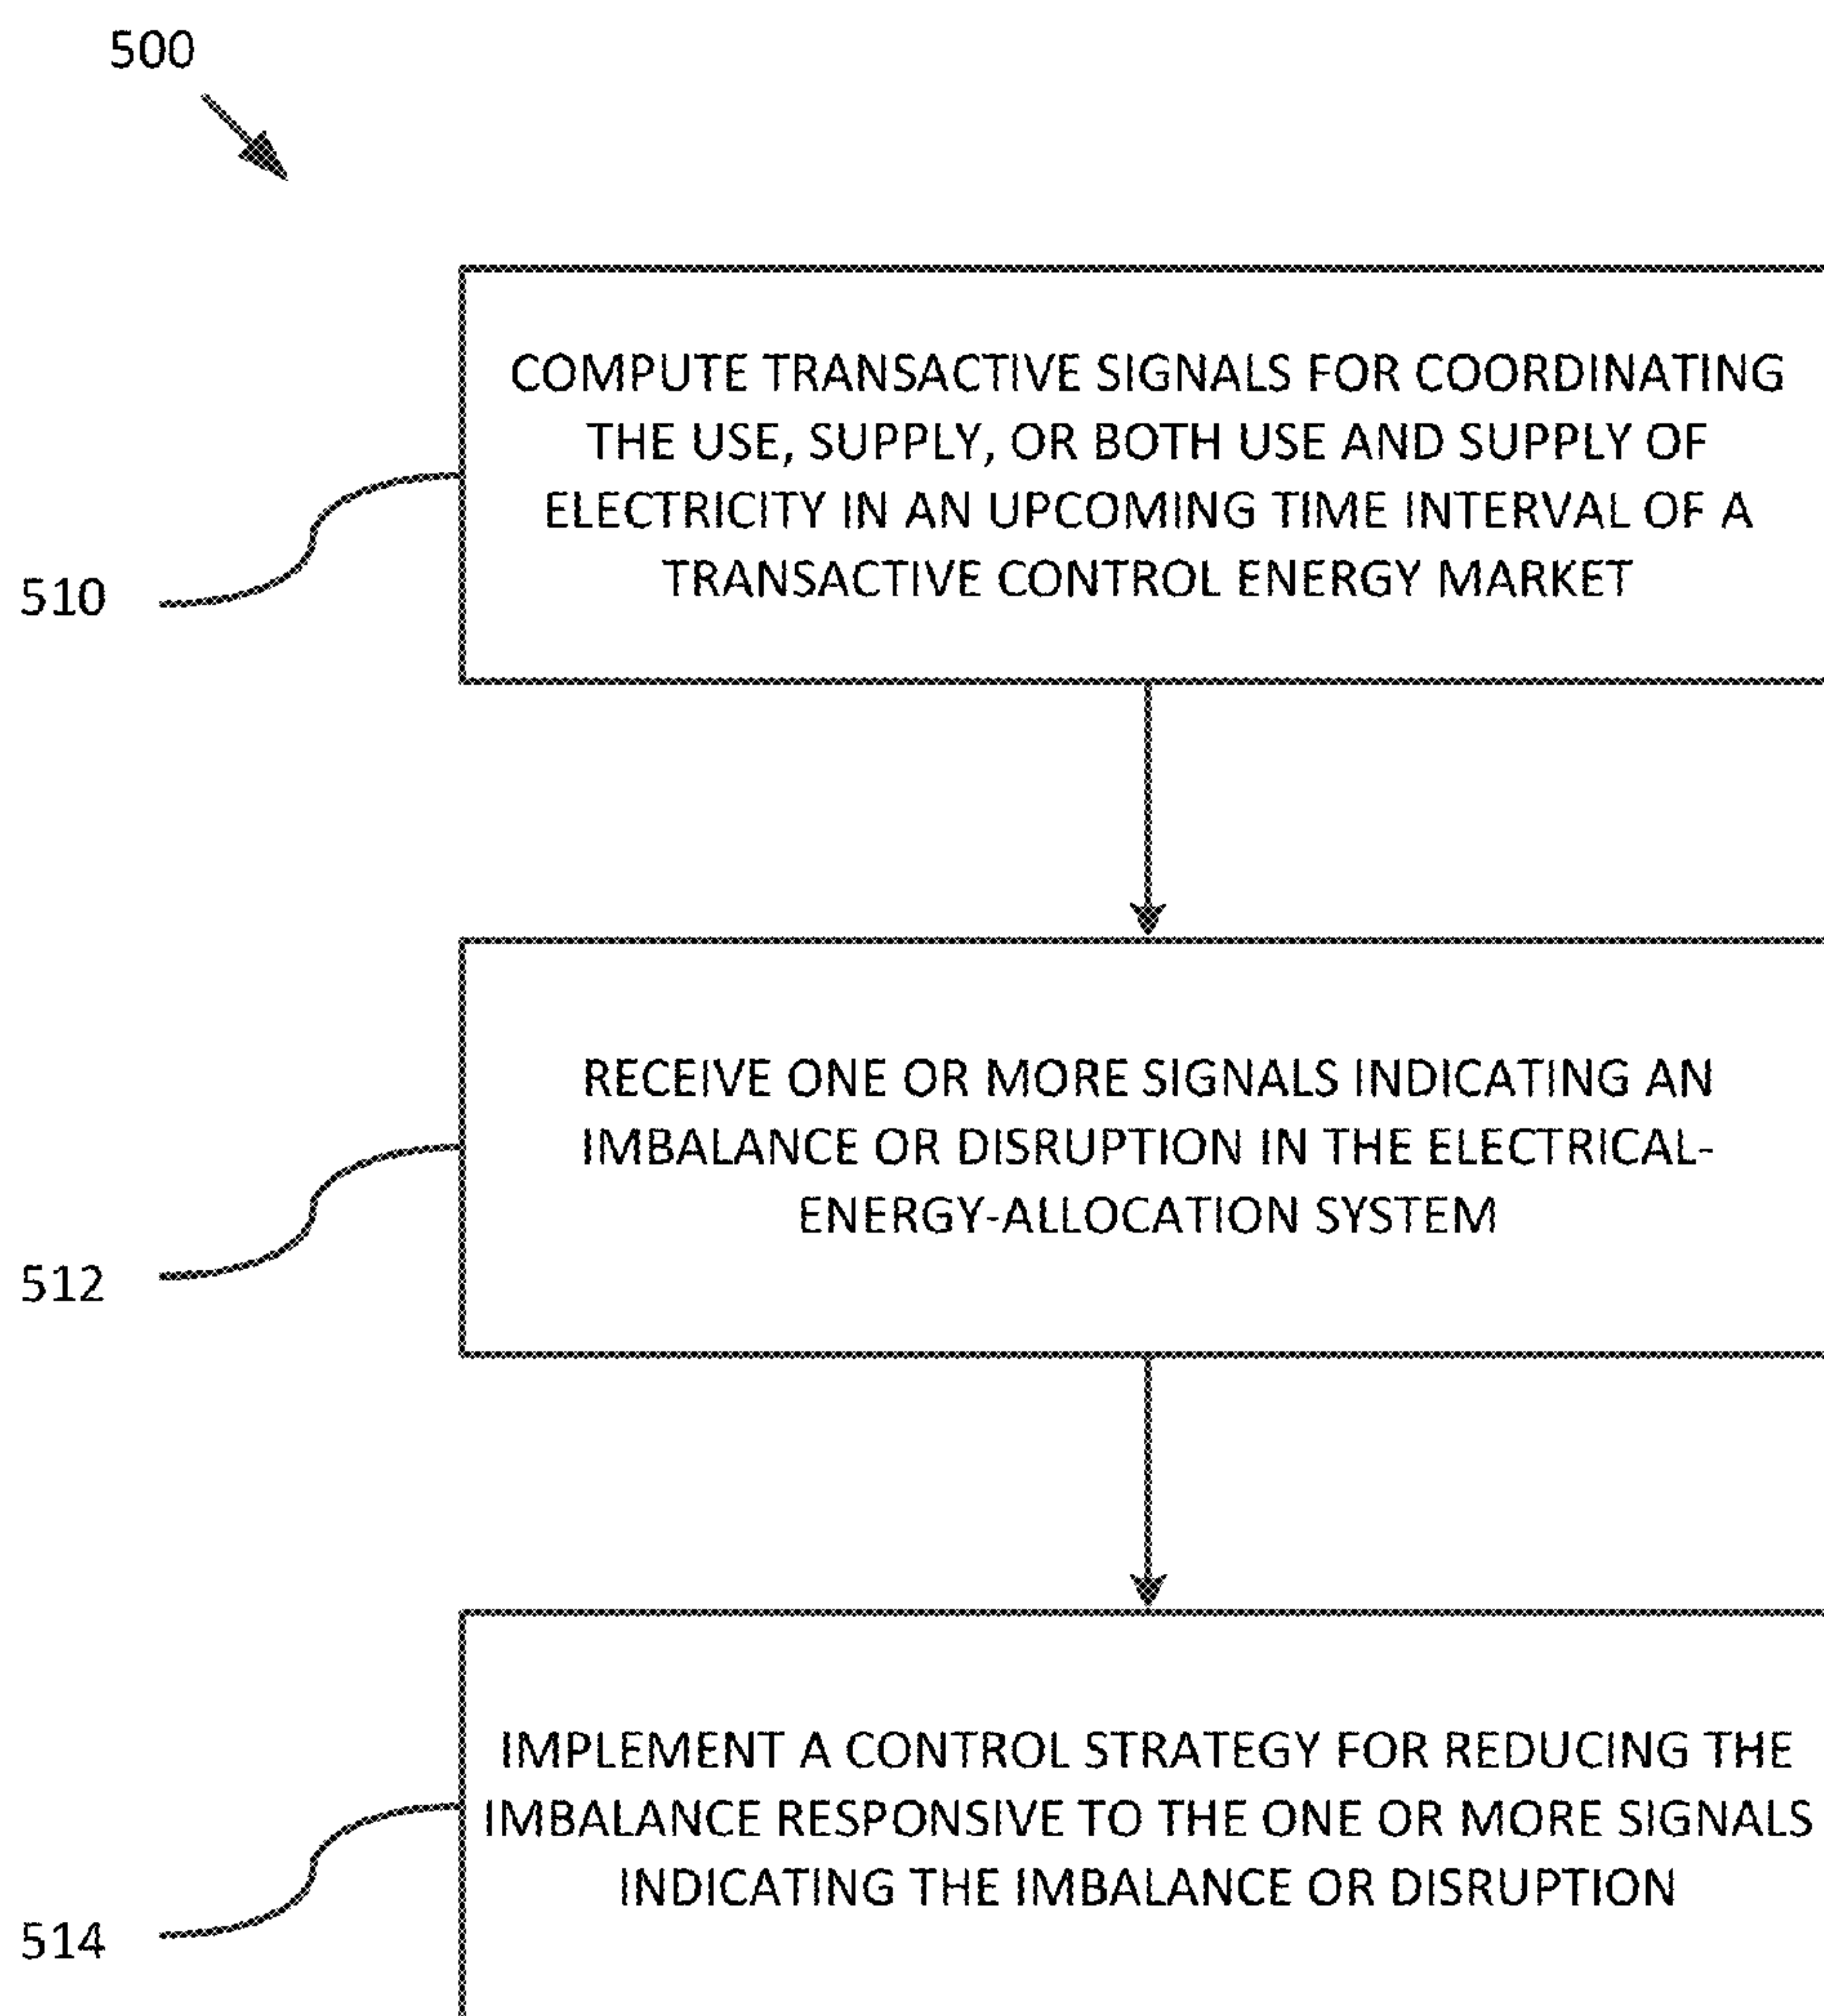 500
COMPUTE TRANSACTIVE SIGNALS FOR COORDINATING
THE USE, SUPPLY, OR BOTH USE AND SUPPLY OF
ELECTRICITY IN AN UPCOMING TIME INTERVAL OF A
TRANSACTIVE CONTROL ENERGY MARKET
510
RECEIVE ONE OR MORE SIGNALS INDICATING AN
IMBALANCE OR DISRUPTION IN THE ELECTRICAL-
ENERGY-ALLOCATION SYSTEM
512
IMPLEMENT A CONTROL STRATEGY FOR REDUCING THE
IMBALANCE RESPONSIVE TO THE ONE OR MORE SIGNALS
INDICATING THE IMBALANCE OR DISRUPTION
514